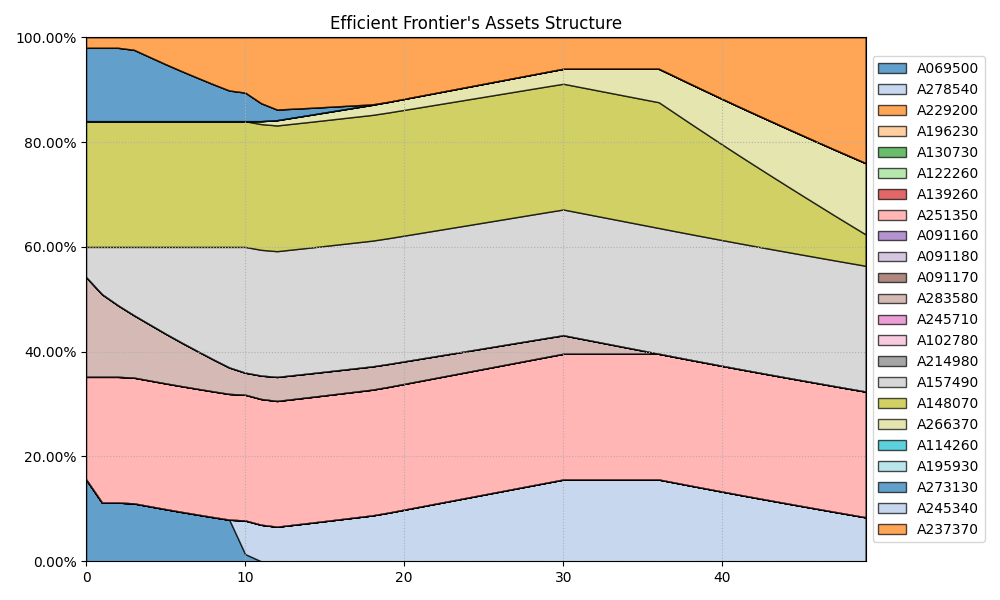 Efficient Frontier's Assets Structure
100.00%
80.00%
60.00%
40.00%
20.00%
0.00%
0
10
20
30
40
A069500
A278540
A229200
A196230
A130730
A122260
A139260
A251350
A091160
A091180
A091170
A283580
A245710
A102780
A214980
A157490
A148070
A266370
A114260
A195930
A273130
A245340
A237370